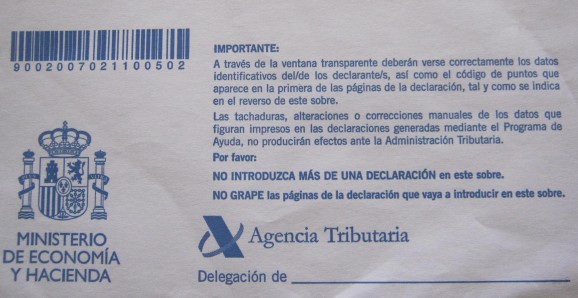 9002007021100502
IMPORTANTE:
A través de la ventana transparente deberán verse correctamente los datos
identificativos del/de los declarante/s, así como el código de puntos que
aparece en la primera de las páginas de la declaración, tal y como se indica
en el reverso de este sobre.
Las tachaduras, alteraciones o correcciones manuales de los datos que
figuran impresos en las declaraciones generadas mediante el Programa de
Ayuda, no producirán efectos ante la Administración Tributaria.
Por favor:
NO INTRODUZCA MÁS DE UNA DECLARACIÓN en este sobre.
NO GRAPE las páginas de la declaración que vaya a introducir en este sobre.
MINISTERIO
DE ECONOMÍA
Y HACIENDA
Agencia Tributaria
Delegación de